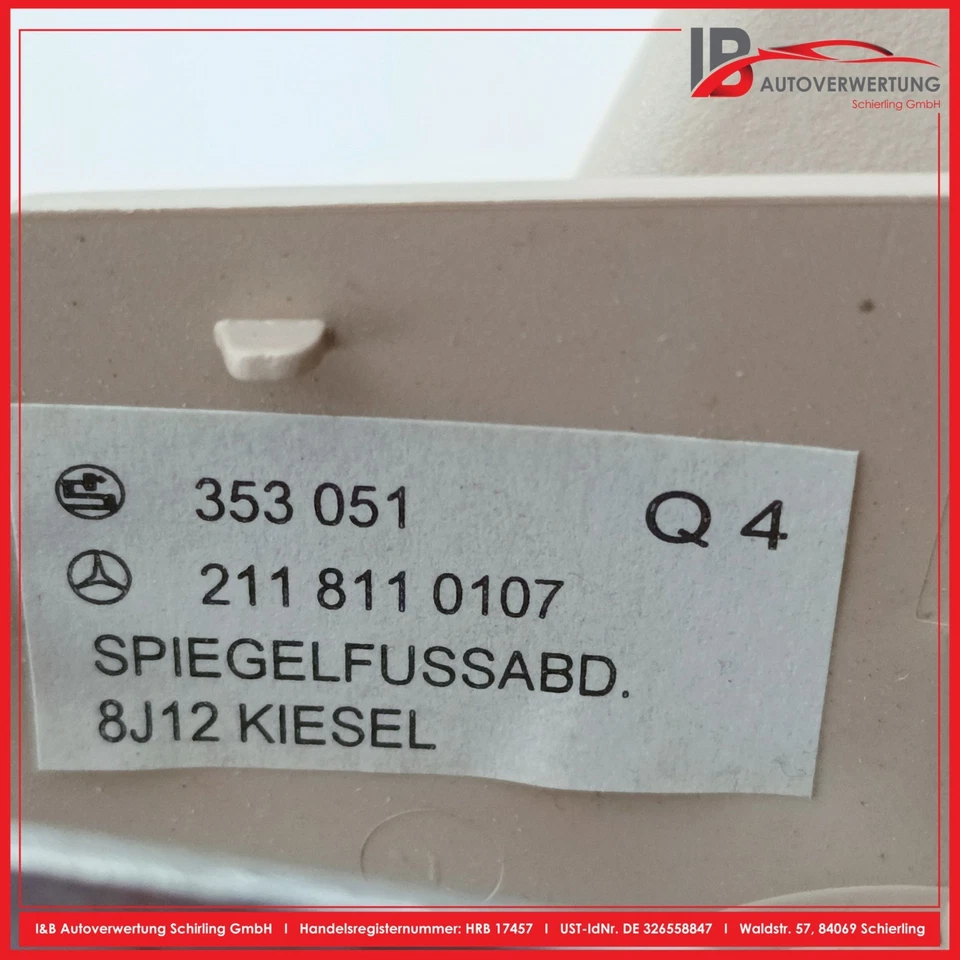 IB
AUTOVERWERTUNG
Schierling GmbH
353 051
Q 4
211 811 0107
SPIEGELFUSSABD.
8J12 KIESEL
I&B Autoverwertung Schirling GmbH I Handelsregisternummer: HRB 17457 I UST-IdNr. DE 326558847 I Waldstr. 57, 84069 Schierling